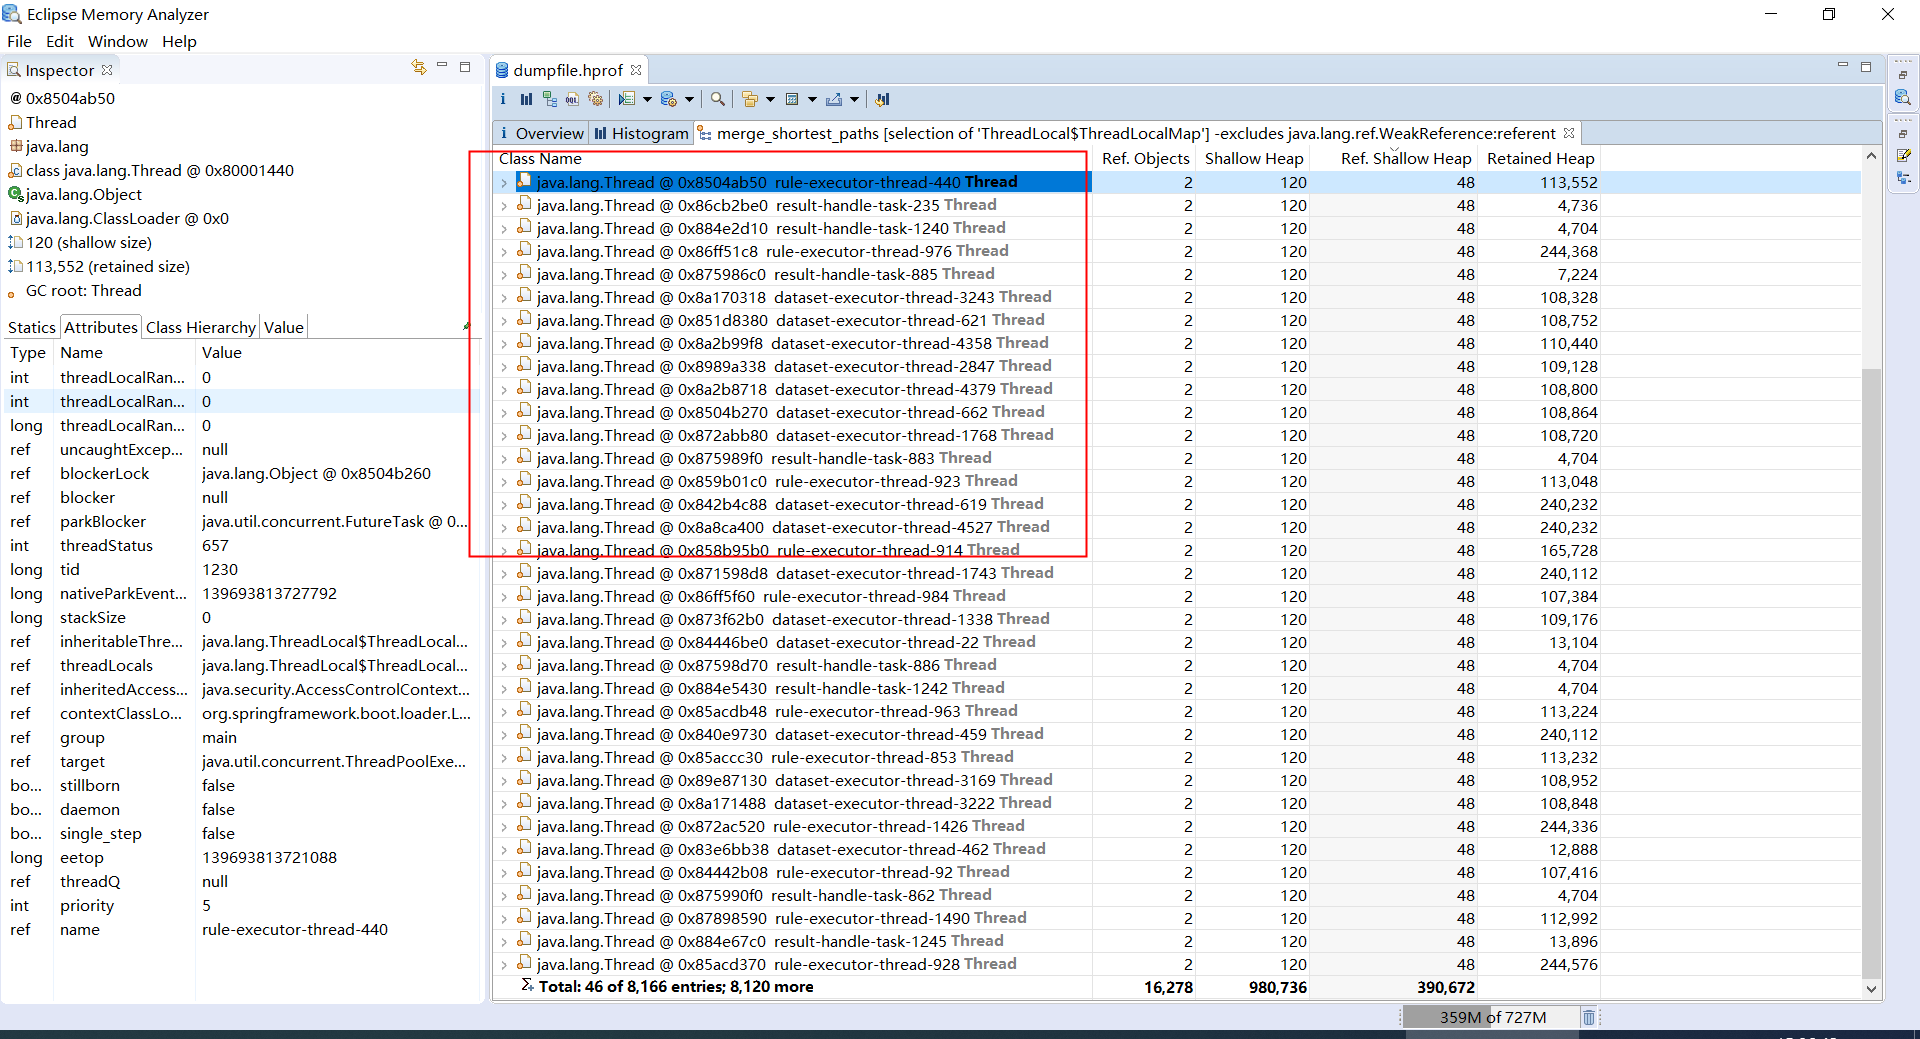 Eclipse Memory Analyzer
File Edit Window Help
Inspector
@ 0x8504ab50
Thread
java.lang
class java.lang.Thread @ 0x80001440
java.lang.Object
java.lang.ClassLoader @ 0x0
120 (shallow size)
113,552 (retained size)
GC root: Thread
Statics Attributes Class Hierarchy Value
Type Name Value
int threadLocalRan... 0
int threadLocalRan... 0
long threadLocalRan... 0
ref uncaughtExcep... null
ref blockerLock java.lang.Object @ 0x8504b260
ref blocker null
ref parkBlocker java.util.concurrent.FutureTask @ 0...
int threadStatus 657
long tid 1230
long nativeParkEvent... 139693813727792
long stackSize 0
ref inheritableThre... java.lang.ThreadLocal$ThreadLocal...
ref threadLocals java.lang.ThreadLocal$ThreadLocal...
ref inheritedAccess... java.security.AccessControlContext...
ref contextClassLo... org.springframework.boot.loader.L...
ref group main
ref target java.util.concurrent.ThreadPoolExe...
bo... stillborn false
bo... daemon false
bo... single_step false
long eetop 139693813721088
ref threadQ null
int priority 5
ref name rule-executor-thread-440
dumpfile.hprof
i OQL
i Overview Histogram merge_shortest_paths [selection of 'ThreadLocal$ThreadLocalMap'] -excludes java.lang.ref.WeakReference:referent
Class Name Ref. Objects Shallow Heap Ref. Shallow Heap Retained Heap
java.lang.Thread @ 0x8504ab50 rule-executor-thread-440 Thread 2 120 48 113,552
java.lang.Thread @ 0x86cb2be0 result-handle-task-235 Thread 2 120 48 4,736
java.lang.Thread @ 0x884e2d10 result-handle-task-1240 Thread 2 120 48 4,704
java.lang.Thread @ 0x86ff51c8 rule-executor-thread-976 Thread 2 120 48 244,368
java.lang.Thread @ 0x875986c0 result-handle-task-885 Thread 2 120 48 7,224
java.lang.Thread @ 0x8a170318 dataset-executor-thread-3243 Thread 2 120 48 108,328
java.lang.Thread @ 0x851d8380 dataset-executor-thread-621 Thread 2 120 48 108,752
java.lang.Thread @ 0x8a2b99f8 dataset-executor-thread-4358 Thread 2 120 48 110,440
java.lang.Thread @ 0x8989a338 dataset-executor-thread-2847 Thread 2 120 48 109,128
java.lang.Thread @ 0x8a2b8718 dataset-executor-thread-4379 Thread 2 120 48 108,800
java.lang.Thread @ 0x8504b270 dataset-executor-thread-662 Thread 2 120 48 108,864
java.lang.Thread @ 0x872abb80 dataset-executor-thread-1768 Thread 2 120 48 108,720
java.lang.Thread @ 0x875989f0 result-handle-task-883 Thread 2 120 48 4,704
java.lang.Thread @ 0x859b01c0 rule-executor-thread-923 Thread 2 120 48 113,048
java.lang.Thread @ 0x842b4c88 dataset-executor-thread-619 Thread 2 120 48 240,232
java.lang.Thread @ 0x8a8ca400 dataset-executor-thread-4527 Thread 2 120 48 240,232
java.lang.Thread @ 0x858b95b0 rule-executor-thread-914 Thread 2 120 48 165,728
java.lang.Thread @ 0x871598d8 dataset-executor-thread-1743 Thread 2 120 48 240,112
java.lang.Thread @ 0x86ff5f60 rule-executor-thread-984 Thread 2 120 48 107,384
java.lang.Thread @ 0x873f62b0 dataset-executor-thread-1338 Thread 2 120 48 109,176
java.lang.Thread @ 0x84446be0 dataset-executor-thread-22 Thread 2 120 48 13,104
java.lang.Thread @ 0x87598d70 result-handle-task-886 Thread 2 120 48 4,704
java.lang.Thread @ 0x884e5430 result-handle-task-1242 Thread 2 120 48 4,704
java.lang.Thread @ 0x85acdb48 rule-executor-thread-963 Thread 2 120 48 113,224
java.lang.Thread @ 0x840e9730 dataset-executor-thread-459 Thread 2 120 48 240,112
java.lang.Thread @ 0x85accc30 rule-executor-thread-853 Thread 2 120 48 113,232
java.lang.Thread @ 0x89e87130 dataset-executor-thread-3169 Thread 2 120 48 108,952
java.lang.Thread @ 0x8a171488 dataset-executor-thread-3222 Thread 2 120 48 108,848
java.lang.Thread @ 0x872ac520 rule-executor-thread-1426 Thread 2 120 48 244,336
java.lang.Thread @ 0x83e6bb38 dataset-executor-thread-462 Thread 2 120 48 12,888
java.lang.Thread @ 0x84442b08 rule-executor-thread-92 Thread 2 120 48 107,416
java.lang.Thread @ 0x875990f0 result-handle-task-862 Thread 2 120 48 4,704
java.lang.Thread @ 0x87898590 rule-executor-thread-1490 Thread 2 120 48 112,992
java.lang.Thread @ 0x884e67c0 result-handle-task-1245 Thread 2 120 48 13,896
java.lang.Thread @ 0x85acd370 rule-executor-thread-928 Thread 2 120 48 244,576
Total: 46 of 8,166 entries; 8,120 more 16,278 980,736 390,672
359M of 727M